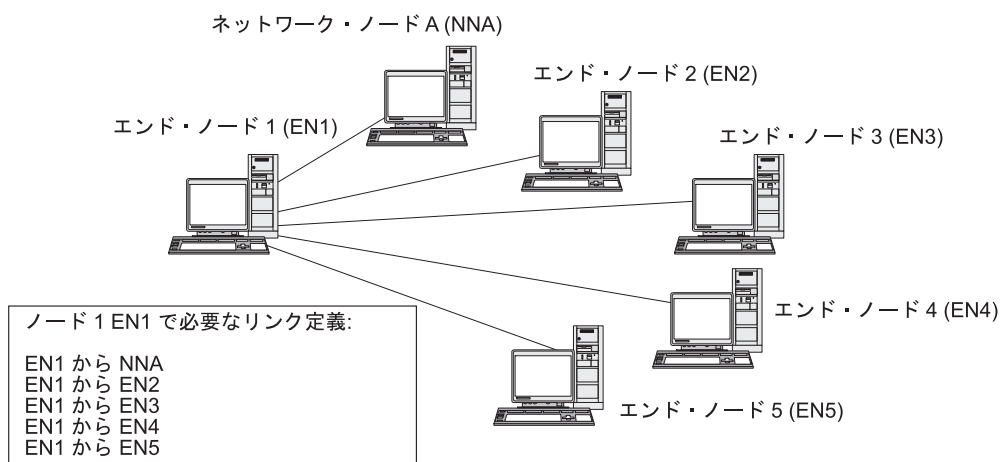 ネットワーク・ノード A (NNA)
エンド・ノード 2 (EN2)
エンド・ノード 1 (EN1)
エンド・ノード 3 (EN3)
エンド・ノード 4 (EN4)
エンド・ノード 5 (EN5)
ノード 1 EN1 で必要なリンク定義:
EN1 から NNA
EN1 から EN2
EN1 から EN3
EN1 から EN4
EN1 から EN5